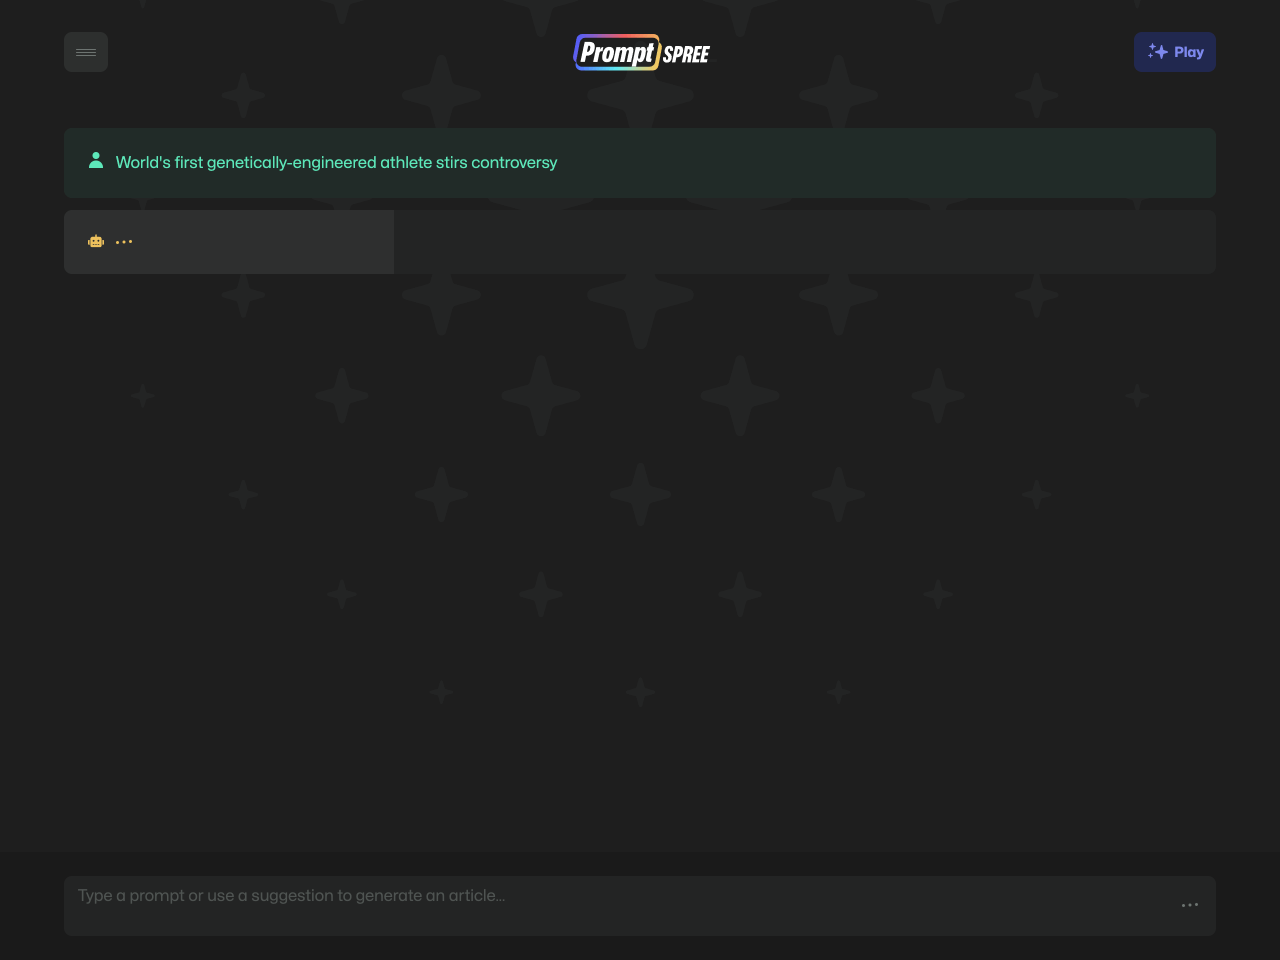 Prompt SPREE
Play
World's first genetically-engineered athlete stirs controversy
...
Type a prompt or use a suggestion to generate an article...
...